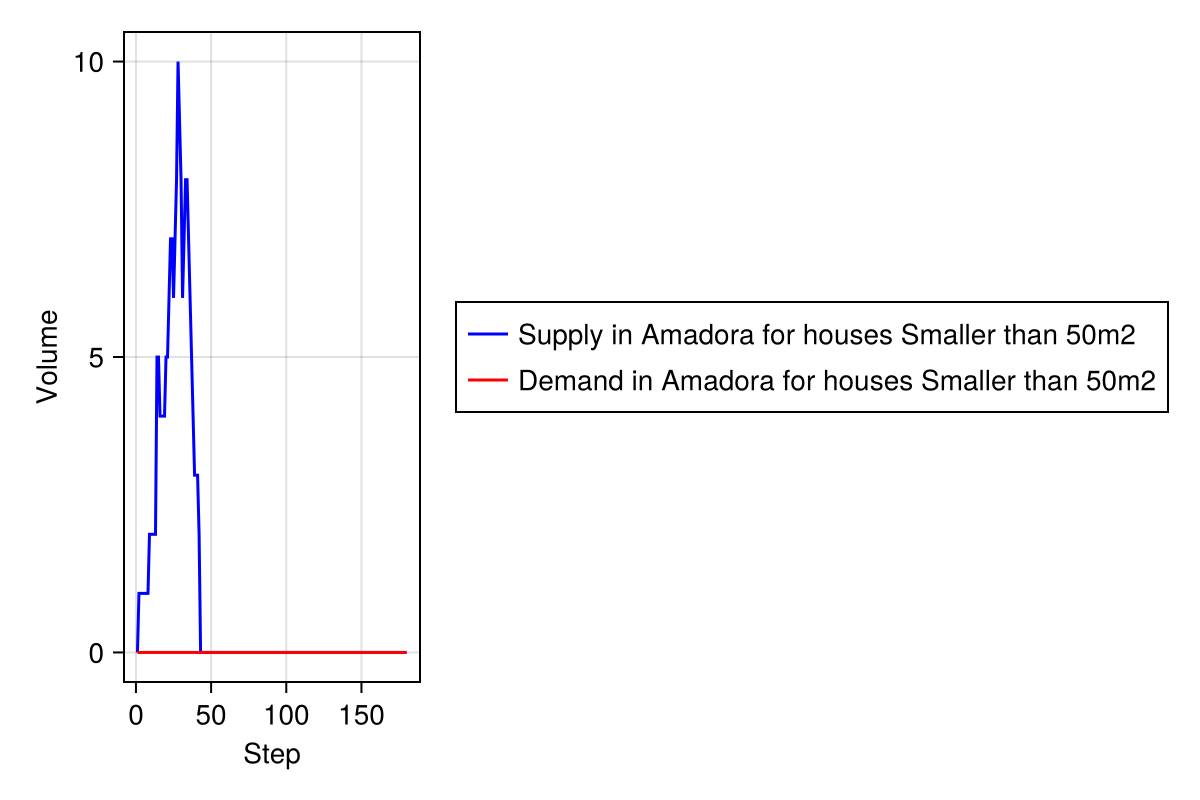 10
5
0
Volume
0 50 100 150
Step
Supply in Amadora for houses Smaller than 50m2
Demand in Amadora for houses Smaller than 50m2